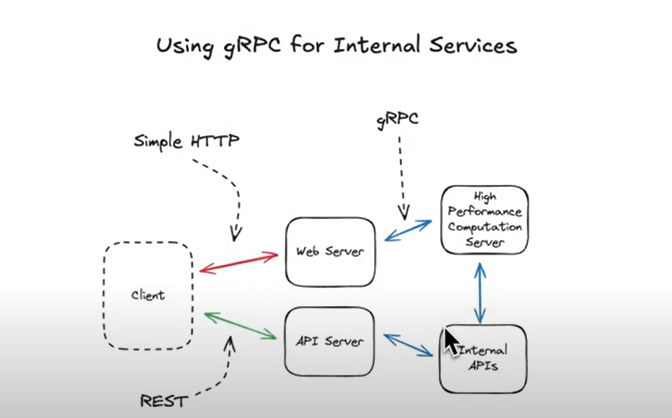 Using gRPC for Internal Services
gRPC
Simple HTTP
High
Performance
Computation
Server
Web Server
Client
API Server
Internal
APIs
REST